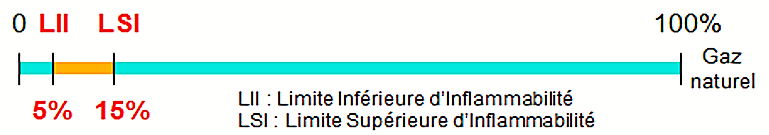 0 LII LSI 100%
Gaz
naturel
5% 15%
LII : Limite Inférieure d'Inflammabilité
LSI : Limite Supérieure d'Inflammabilité